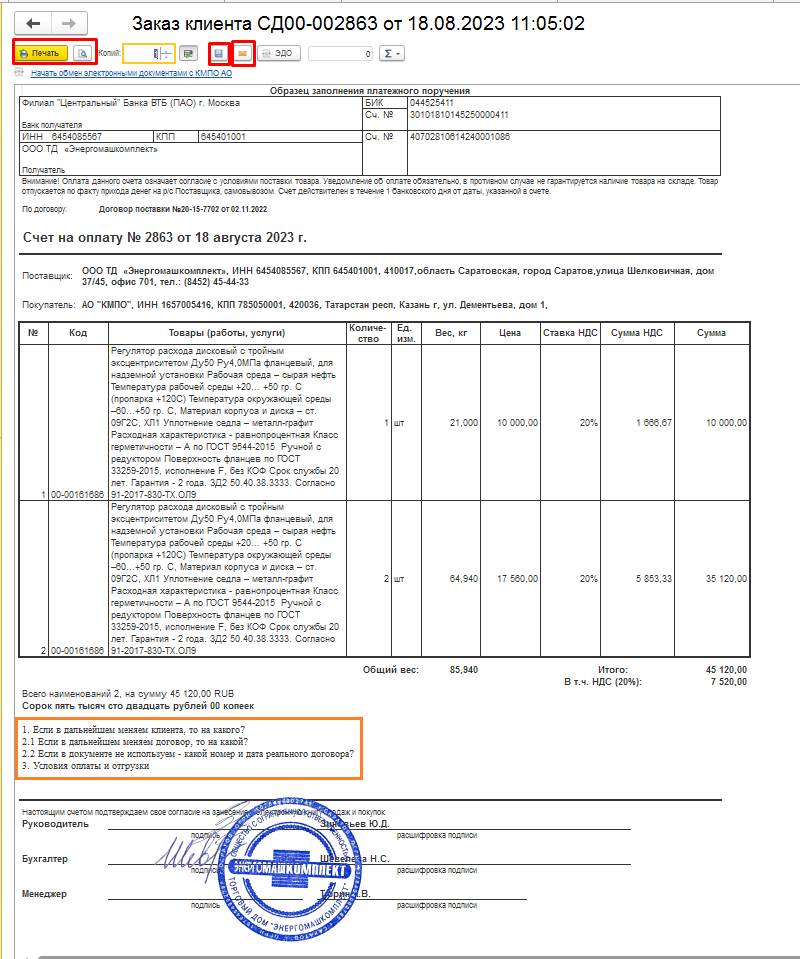 Заказ клиента СД00-002863 от 18.08.2023 11:05:02
Печать Копий: 1 ЭДО 0 Σ
Начать обмен электронными документами с КМПО АО
Образец заполнения платежного поручения
Филиал "Центральный" Банка ВТБ (ПАО) г. Москва БИК 044525411
Сч. № 30101810145250000411
Банк получателя
ИНН 6454085567 КПП 645401001 Сч. № 40702810614240001086
ООО ТД «Энергомашкомплект»
Получатель
Внимание! Оплата данного счета означает согласие с условиями поставки товара. Уведомление об оплате обязательно, в противном случае не гарантируется наличие товара на складе. Товар
отпускается по факту прихода денег на р/с Поставщика, самовывозом. Счет действителен в течение 1 банковского дня от даты, указанной в счете.
По договору: Договор поставки №20-15-7702 от 02.11.2022
Счет на оплату № 2863 от 18 августа 2023 г.
Поставщик: ООО ТД «Энергомашкомплект», ИНН 6454085567, КПП 645401001, 410017,область Саратовская, город Саратов,улица Шелковичная, дом
37/45, офис 701, тел.: (8452) 45-44-33
Покупатель: АО "КМПО", ИНН 1657005416, КПП 785050001, 420036, Татарстан респ, Казань г, ул. Дементьева, дом 1,
№ Код Товары (работы, услуги) Количе- Ед. Вес, кг Цена Ставка НДС Сумма НДС Сумма
ство изм.
Регулятор расхода дисковый с тройным
эксцентриситетом Ду50 Ру4,0МПа фланцевый, для
надземной установки Рабочая среда – сырая нефть
Температура рабочей среды +20... +50 гр. С
(пропарка +120С) Температура окружающей среды
–60...+50 гр. С, Материал корпуса и диска – ст.
09Г2С, ХЛ1 Уплотнение седла – металл-графит
Расходная характеристика - равнопроцентная Класс
герметичности – А по ГОСТ 9544-2015 Ручной с
редуктором Поверхность фланцев по ГОСТ
33259-2015, исполнение F, без КОФ Срок службы 20
лет. Гарантия - 2 года. ЗД2 50.40.38.3333. Согласно
1 00-00161686 91-2017-830-ТХ.ОЛ9 1 шт 21,000 10 000,00 20% 1 666,67 10 000,00
Регулятор расхода дисковый с тройным
эксцентриситетом Ду50 Ру4,0МПа фланцевый, для
надземной установки Рабочая среда – сырая нефть
Температура рабочей среды +20... +50 гр. С
(пропарка +120С) Температура окружающей среды
–60...+50 гр. С, Материал корпуса и диска – ст.
09Г2С, ХЛ1 Уплотнение седла – металл-графит
Расходная характеристика - равнопроцентная Класс
герметичности – А по ГОСТ 9544-2015 Ручной с
редуктором Поверхность фланцев по ГОСТ
33259-2015, исполнение F, без КОФ Срок службы 20
лет. Гарантия - 2 года. ЗД2 50.40.38.3333. Согласно
2 00-00161686 91-2017-830-ТХ.ОЛ9 2 шт 64,940 17 560,00 20% 5 853,33 35 120,00
Общий вес: 85,940 Итого: 45 120,00
В т.ч. НДС (20%): 7 520,00
Всего наименований 2, на сумму 45 120,00 RUB
Сорок пять тысяч сто двадцать рублей 00 копеек
1. Если в дальнейшем меняем клиента, то на какого?
2.1 Если в дальнейшем меняем договор, то на какой?
2.2 Если в документе не используем - какой номер и дата реального договора?
3. Условия оплаты и отгрузки
Настоящим счетом подтверждаем свое согласие на занесение и покупок
Руководитель Ю.Д.
подпись расшифровка подписи
Бухгалтер Шевелева Н.С.
подпись расшифровка подписи
Менеджер
подпись расшифровка подписи
ЭНЕРГОМАШКОМПЛЕКТ
ТОРГОВЫЙ ДОМ "ЭНЕРГОМАШКОМПЛЕКТ"